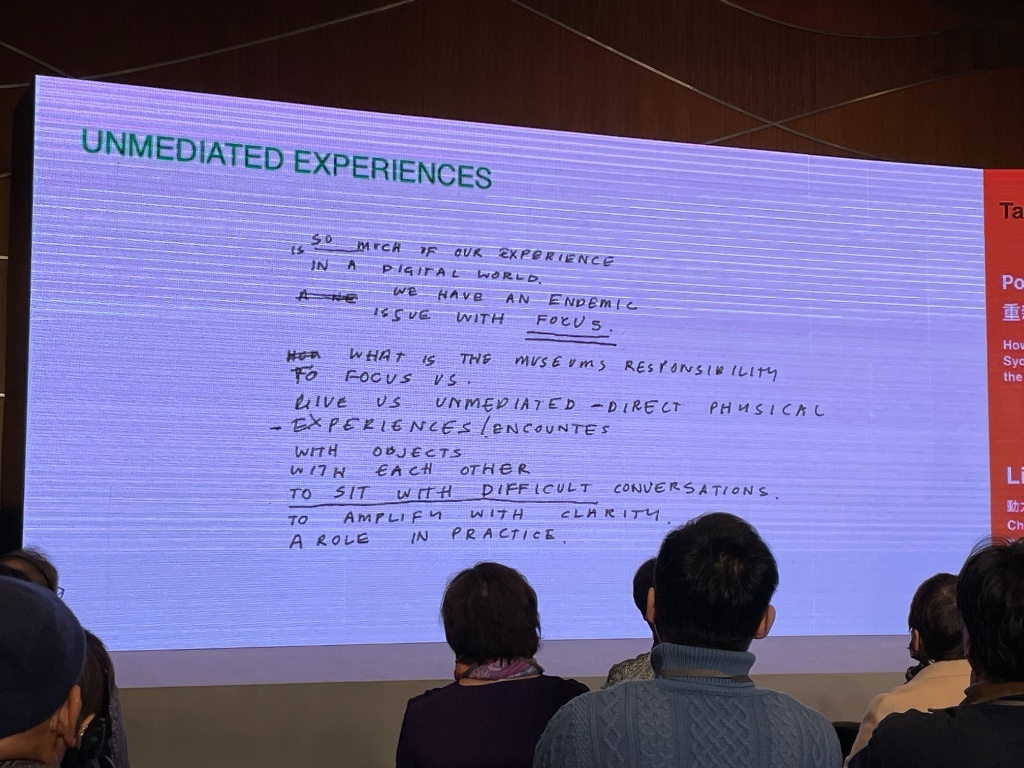 UNMEDIATED EXPERIENCES
IS SO MUCH OF OUR EXPERIENCE
IN A DIGITAL WORLD.
A NE WE HAVE AN ENDEMIC
ISSUE WITH FOCUS.
WHAT IS THE MUSEUMS RESPONSIBILITY
TO FOCUS US.
GIVE US UNMEDIATED - DIRECT PHYSICAL
- EXPERIENCES/ENCOUNTES
WITH OBJECTS
WITH EACH OTHER
TO SIT WITH DIFFICULT CONVERSATIONS.
TO AMPLIFY WITH CLARITY.
A ROLE IN PRACTICE.
Ta
Po
重
How
Syd
the
Li
動力
Ch